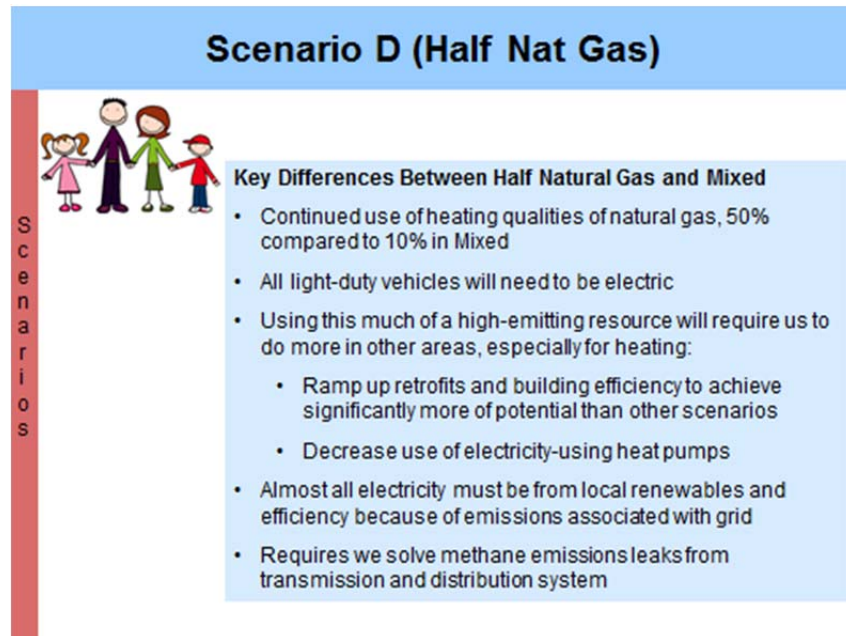 Scenario D (Half Nat Gas)
Scenarios
Key Differences Between Half Natural Gas and Mixed
• Continued use of heating qualities of natural gas, 50%
compared to 10% in Mixed
• All light-duty vehicles will need to be electric
• Using this much of a high-emitting resource will require us to
do more in other areas, especially for heating:
• Ramp up retrofits and building efficiency to achieve
significantly more of potential than other scenarios
• Decrease use of electricity-using heat pumps
• Almost all electricity must be from local renewables and
efficiency because of emissions associated with grid
• Requires we solve methane emissions leaks from
transmission and distribution system